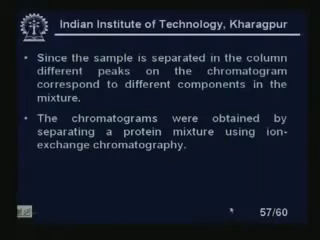 Indian Institute of Technology, Kharagpur
• Since the sample is separated in the column
different peaks on the chromatogram
correspond to different components in the
mixture.
• The chromatograms were obtained by
separating a protein mixture using ion-
exchange chromatography.
57/60